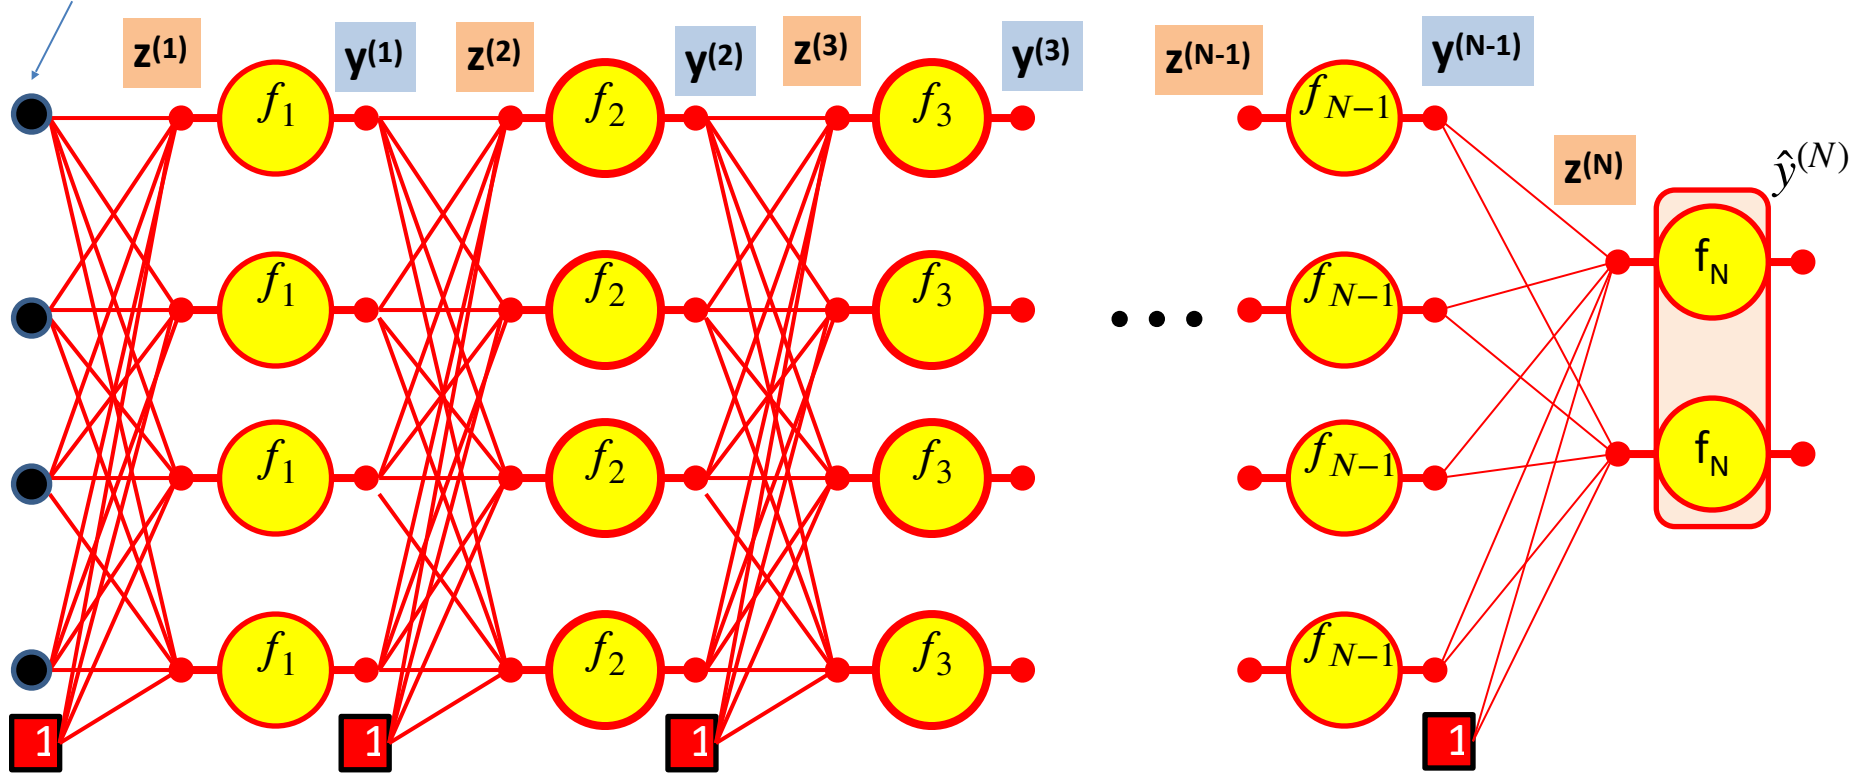 z(1) y(1) z(2) y(2) z(3) y(3) z(N-1) y(N-1)
z(N) ŷ(N)
f1 f2 f3 fN−1
fN
f1 f2 f3 ... fN−1
f1 f2 f3 fN−1
fN
f1 f2 f3 fN−1
1 1 1 1